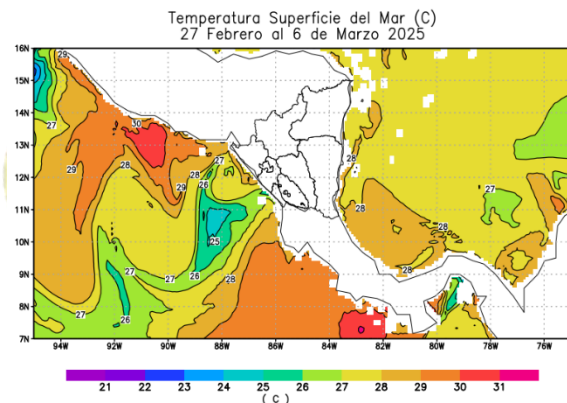 Temperatura Superficie del Mar (C)
27 Febrero al 6 de Marzo 2025
16N
15N
14N
13N
12N
11N
10N
9N
8N
7N
29
30
27
29
28
29
28
27
26
25
27
26
28
27
26
27
28
28
28
28
27
28
28
94W 92W 90W 88W 86W 84W 82W 80W 78W 76W
21 22 23 24 25 26 27 28 29 30 31
( C )